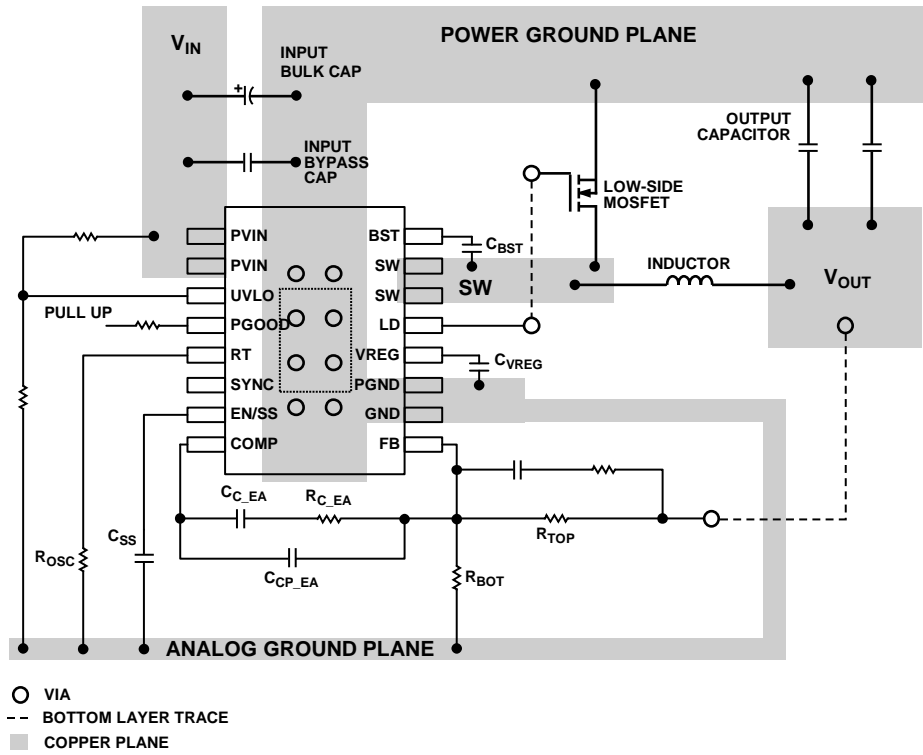 POWER GROUND PLANE
VIN
INPUT
BULK CAP
+
INPUT
BYPASS
CAP
OUTPUT
CAPACITOR
LOW-SIDE
MOSFET
PVIN
BST
CBST
PVIN
SW
SW
INDUCTOR
VOUT
UVLO
SW
PULL UP
PGOOD
LD
RT
VREG
CVREG
SYNC
PGND
EN/SS
GND
COMP
FB
CC_EA
RC_EA
CSS
ROSC
CCP_EA
RTOP
RBOT
ANALOG GROUND PLANE
VIA
BOTTOM LAYER TRACE
COPPER PLANE